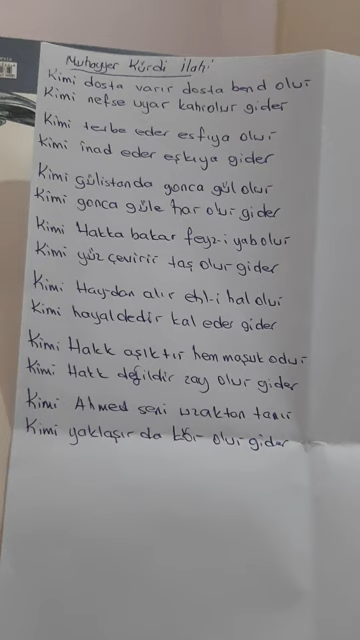 Muhayyer Kürdi İlahi
Kimi dosta varır dosta bend olur
Kimi nefse uyar kahrolur gider
Kimi tevbe eder esfiya olur
Kimi inad eder eşkıya gider
Kimi gülistanda gonca gül olur
Kimi gonca güle har olur gider
Kimi Hakka bakar feyz-i yab olur
Kimi yüz çevirir taş olur gider
Kimi Hay-dan alır ehl-i hal olur
Kimi hayaldedir kal eder gider
Kimi Hakk aşıktır hem maşuk odur
Kimi Hakk değildir zay olur gider
Kimi Ahmed seni uzaktan tanır
Kimi yaklaşır da kör olur gider